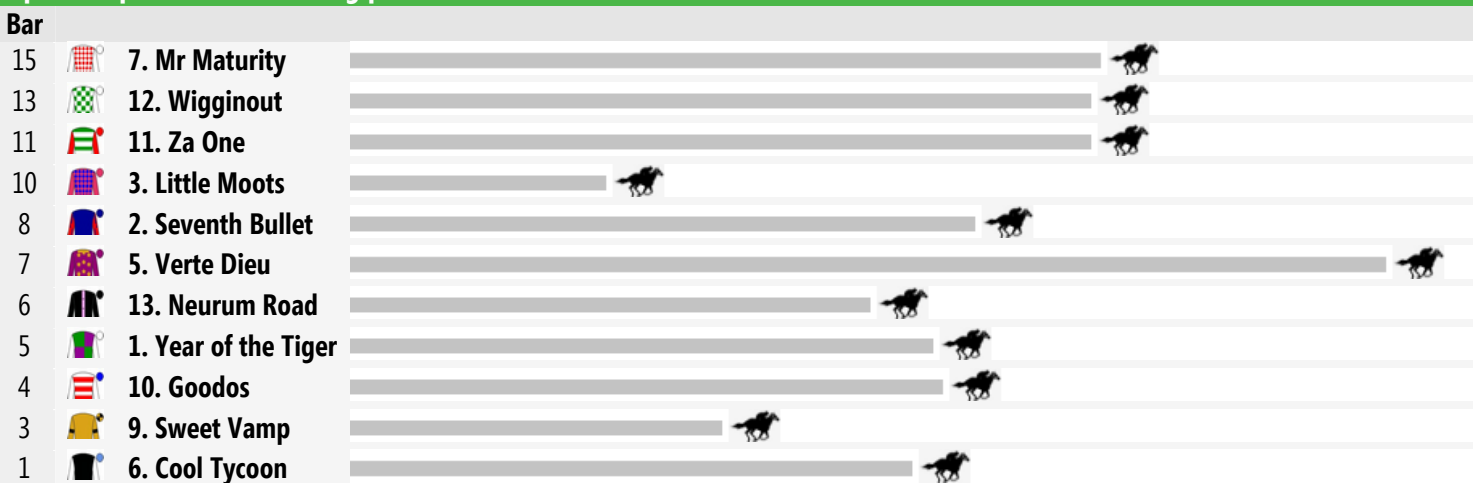 Bar
15 7. Mr Maturity
13 12. Wigginout
11 11. Za One
10 3. Little Moots
8 2. Seventh Bullet
7 5. Verte Dieu
6 13. Neurum Road
5 1. Year of the Tiger
4 10. Goodos
3 9. Sweet Vamp
1 6. Cool Tycoon